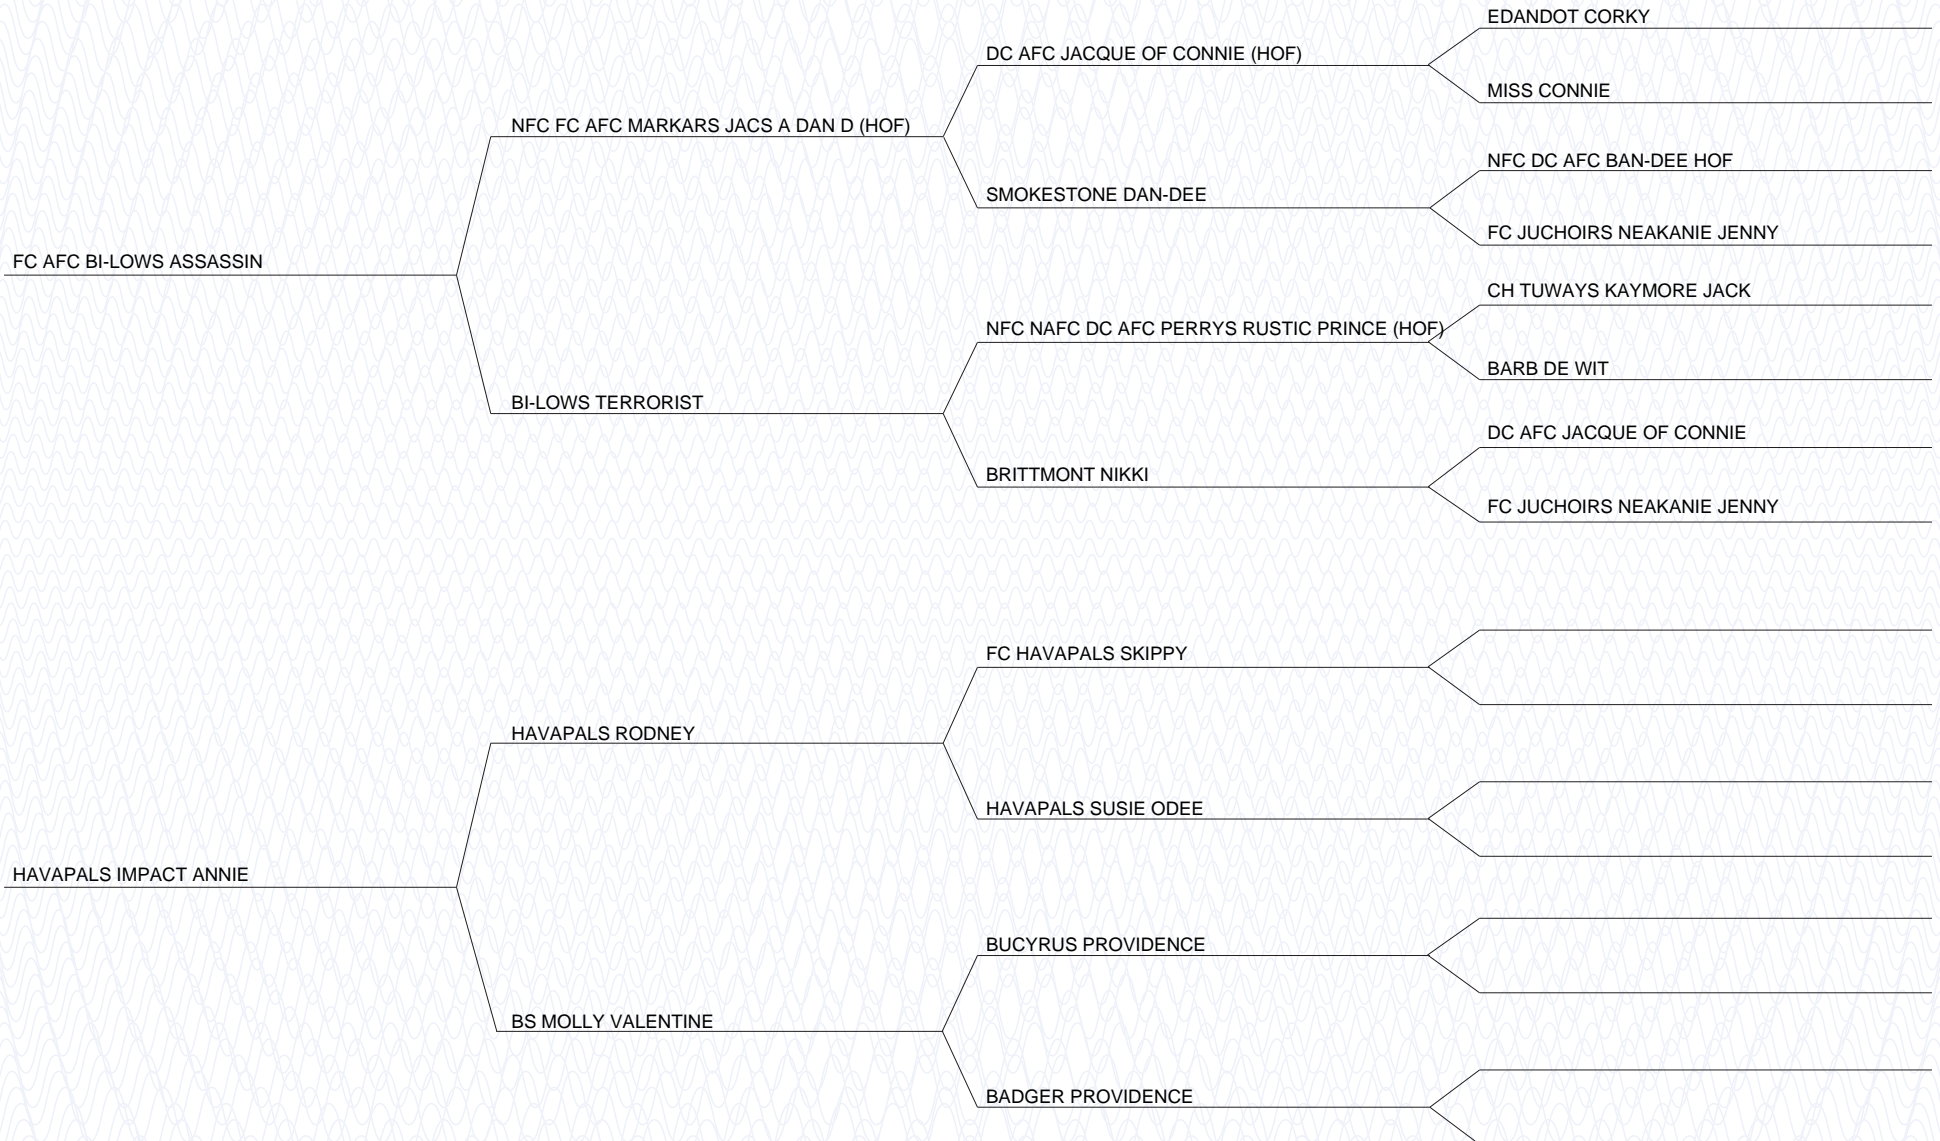 EDANDOT CORKY
DC AFC JACQUE OF CONNIE (HOF)
MISS CONNIE
NFC FC AFC MARKARS JACS A DAN D (HOF)
NFC DC AFC BAN-DEE HOF
SMOKESTONE DAN-DEE
FC JUCHOIRS NEAKANIE JENNY
FC AFC BI-LOWS ASSASSIN
CH TUWAYS KAYMORE JACK
NFC NAFC DC AFC PERRYS RUSTIC PRINCE (HOF)
BARB DE WIT
BI-LOWS TERRORIST
DC AFC JACQUE OF CONNIE
BRITTMONT NIKKI
FC JUCHOIRS NEAKANIE JENNY
FC HAVAPALS SKIPPY
HAVAPALS RODNEY
HAVAPALS SUSIE ODEE
HAVAPALS IMPACT ANNIE
BUCYRUS PROVIDENCE
BS MOLLY VALENTINE
BADGER PROVIDENCE